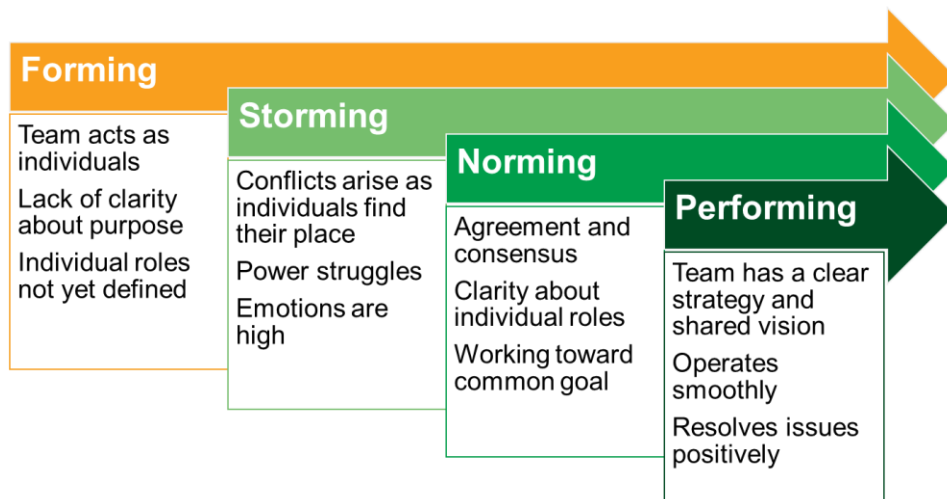 Forming
Team acts as
individuals
Lack of clarity
about purpose
Individual roles
not yet defined
Storming
Conflicts arise as
individuals find
their place
Power struggles
Emotions are
high
Norming
Agreement and
consensus
Clarity about
individual roles
Working toward
common goal
Performing
Team has a clear
strategy and
shared vision
Operates
smoothly
Resolves issues
positively